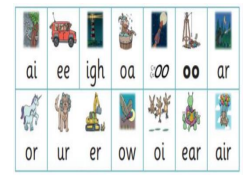 ai ee igh oa oo oo ar
or ur er ow oi ear air